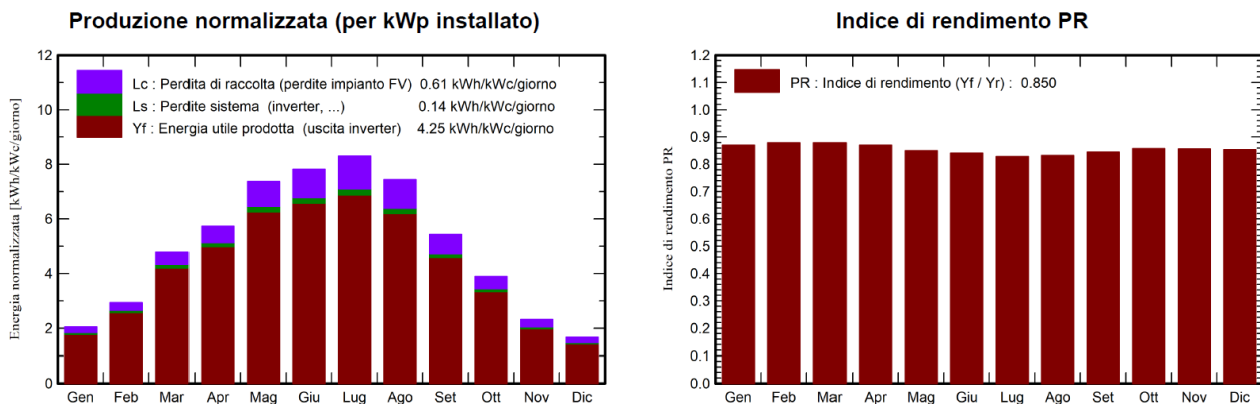 Produzione normalizzata (per kWp installato)
Lc : Perdita di raccolta (perdite impianto FV) 0.61 kWh/kWc/giorno
Ls : Perdite sistema (inverter, ...) 0.14 kWh/kWc/giorno
Yf : Energia utile prodotta (uscita inverter) 4.25 kWh/kWc/giorno
Energia normalizzata [kWh/kWc/giorno]
12
10
8
6
4
2
0
Gen Feb Mar Apr Mag Giu Lug Ago Set Ott Nov Dic
Indice di rendimento PR
PR : Indice di rendimento (Yf / Yr) : 0.850
Indice di rendimento PR
1.2
1.1
1.0
0.9
0.8
0.7
0.6
0.5
0.4
0.3
0.2
0.1
0.0
Gen Feb Mar Apr Mag Giu Lug Ago Set Ott Nov Dic